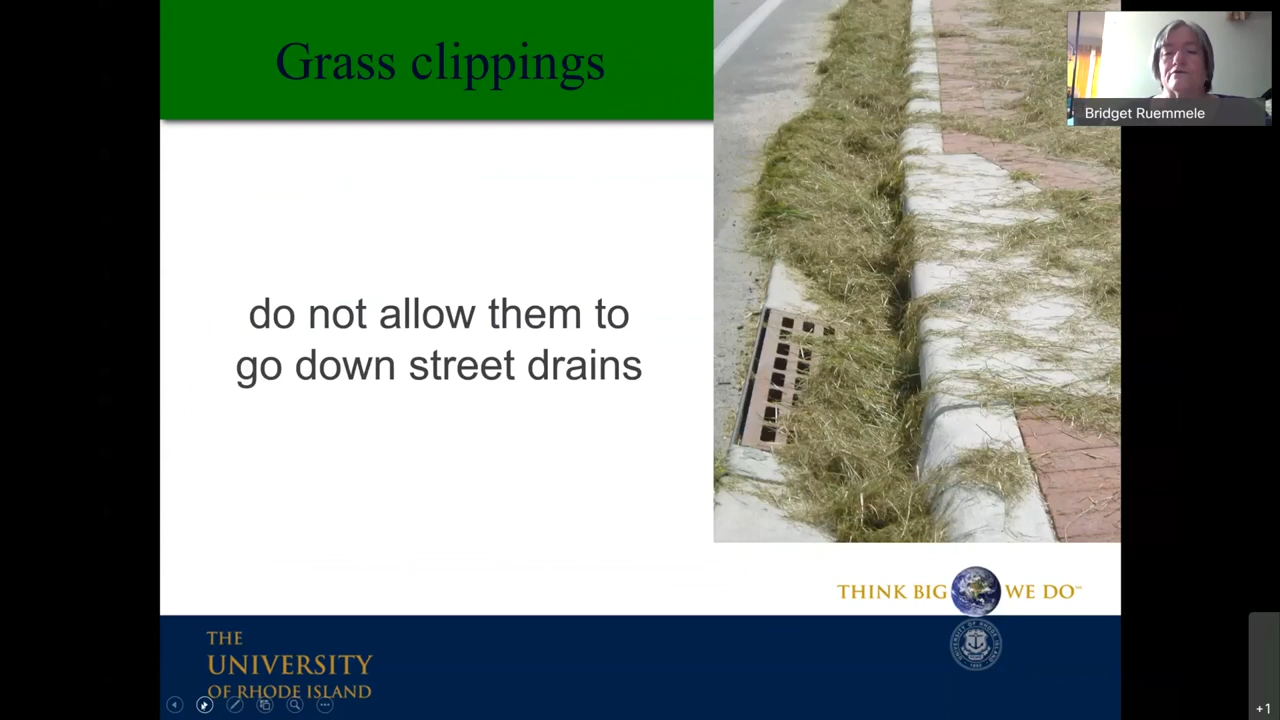 Grass clippings
Bridget Ruemmele
do not allow them to
go down street drains
THINK BIG WE DO™
THE
UNIVERSITY
OF RHODE ISLAND
+1